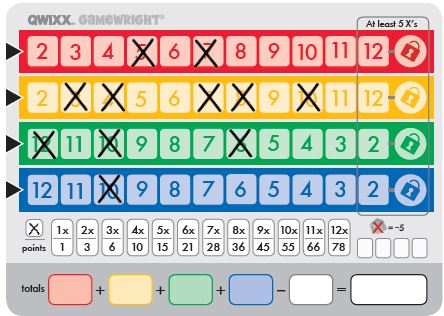 QWIXX GAMEWRIGHT®
At least 5 X's
2 3 4 5 6 7 8 9 10 11 12
2 3 4 5 6 7 8 9 10 11 12
12 11 10 9 8 7 6 5 4 3 2
12 11 10 9 8 7 6 5 4 3 2
X 1x 2x 3x 4x 5x 6x 7x 8x 9x 10x 11x 12x
points 1 3 6 10 15 21 28 36 45 55 66 78
X = -5
totals + + + − =